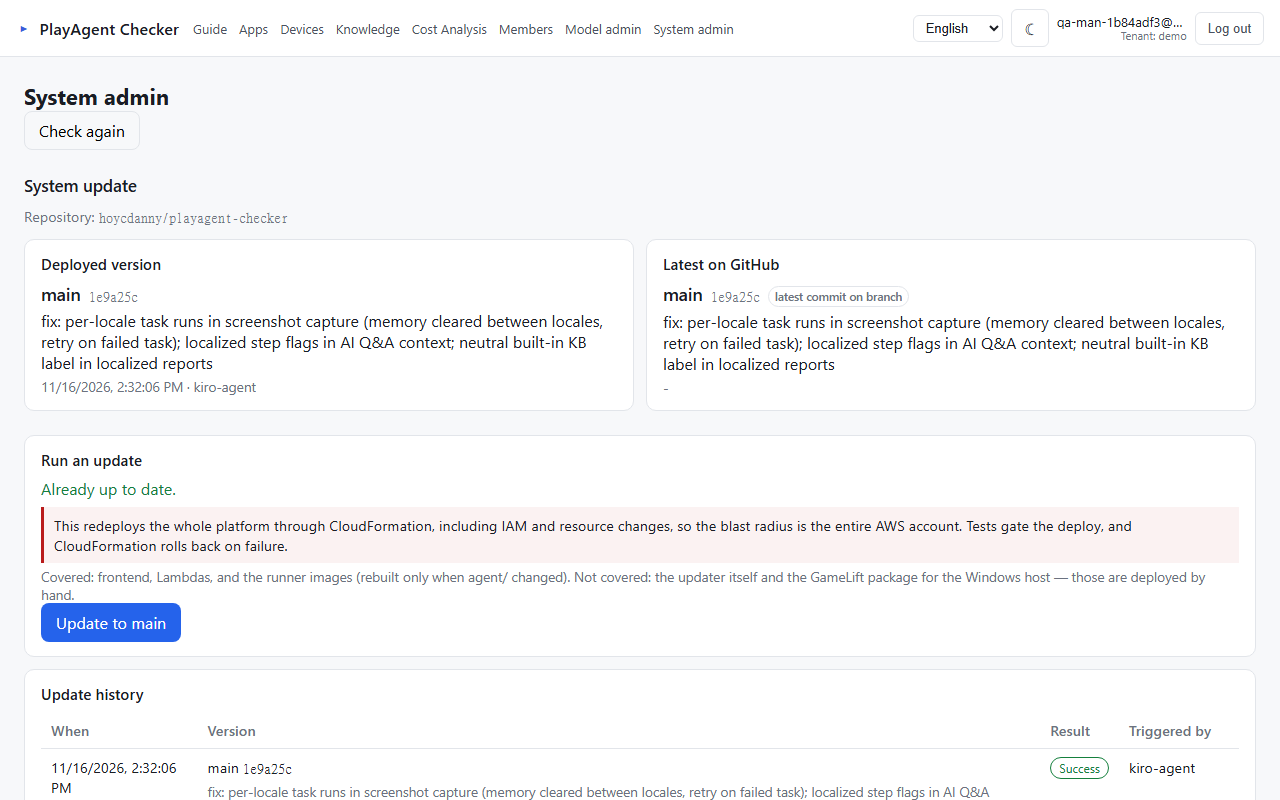 PlayAgent Checker Guide Apps Devices Knowledge Cost Analysis Members Model admin System admin English qa-man-1b84adf3@... Log out
Tenant: demo
System admin
Check again
System update
Repository: hoycdanny/playagent-checker
Deployed version
main 1e9a25c
fix: per-locale task runs in screenshot capture (memory cleared between locales,
retry on failed task); localized step flags in AI Q&A context; neutral built-in KB
label in localized reports
11/16/2026, 2:32:06 PM · kiro-agent
Latest on GitHub
main 1e9a25c latest commit on branch
fix: per-locale task runs in screenshot capture (memory cleared between locales,
retry on failed task); localized step flags in AI Q&A context; neutral built-in KB
label in localized reports
-
Run an update
Already up to date.
This redeploys the whole platform through CloudFormation, including IAM and resource changes, so the blast radius is the entire AWS account. Tests gate the deploy, and
CloudFormation rolls back on failure.
Covered: frontend, Lambdas, and the runner images (rebuilt only when agent/ changed). Not covered: the updater itself and the GameLift package for the Windows host — those are deployed by
hand.
Update to main
Update history
When Version Result Triggered by
11/16/2026, 2:32:06 main 1e9a25c Success kiro-agent
PM
fix: per-locale task runs in screenshot capture (memory cleared between locales, retry on failed task); localized step flags in AI Q&A